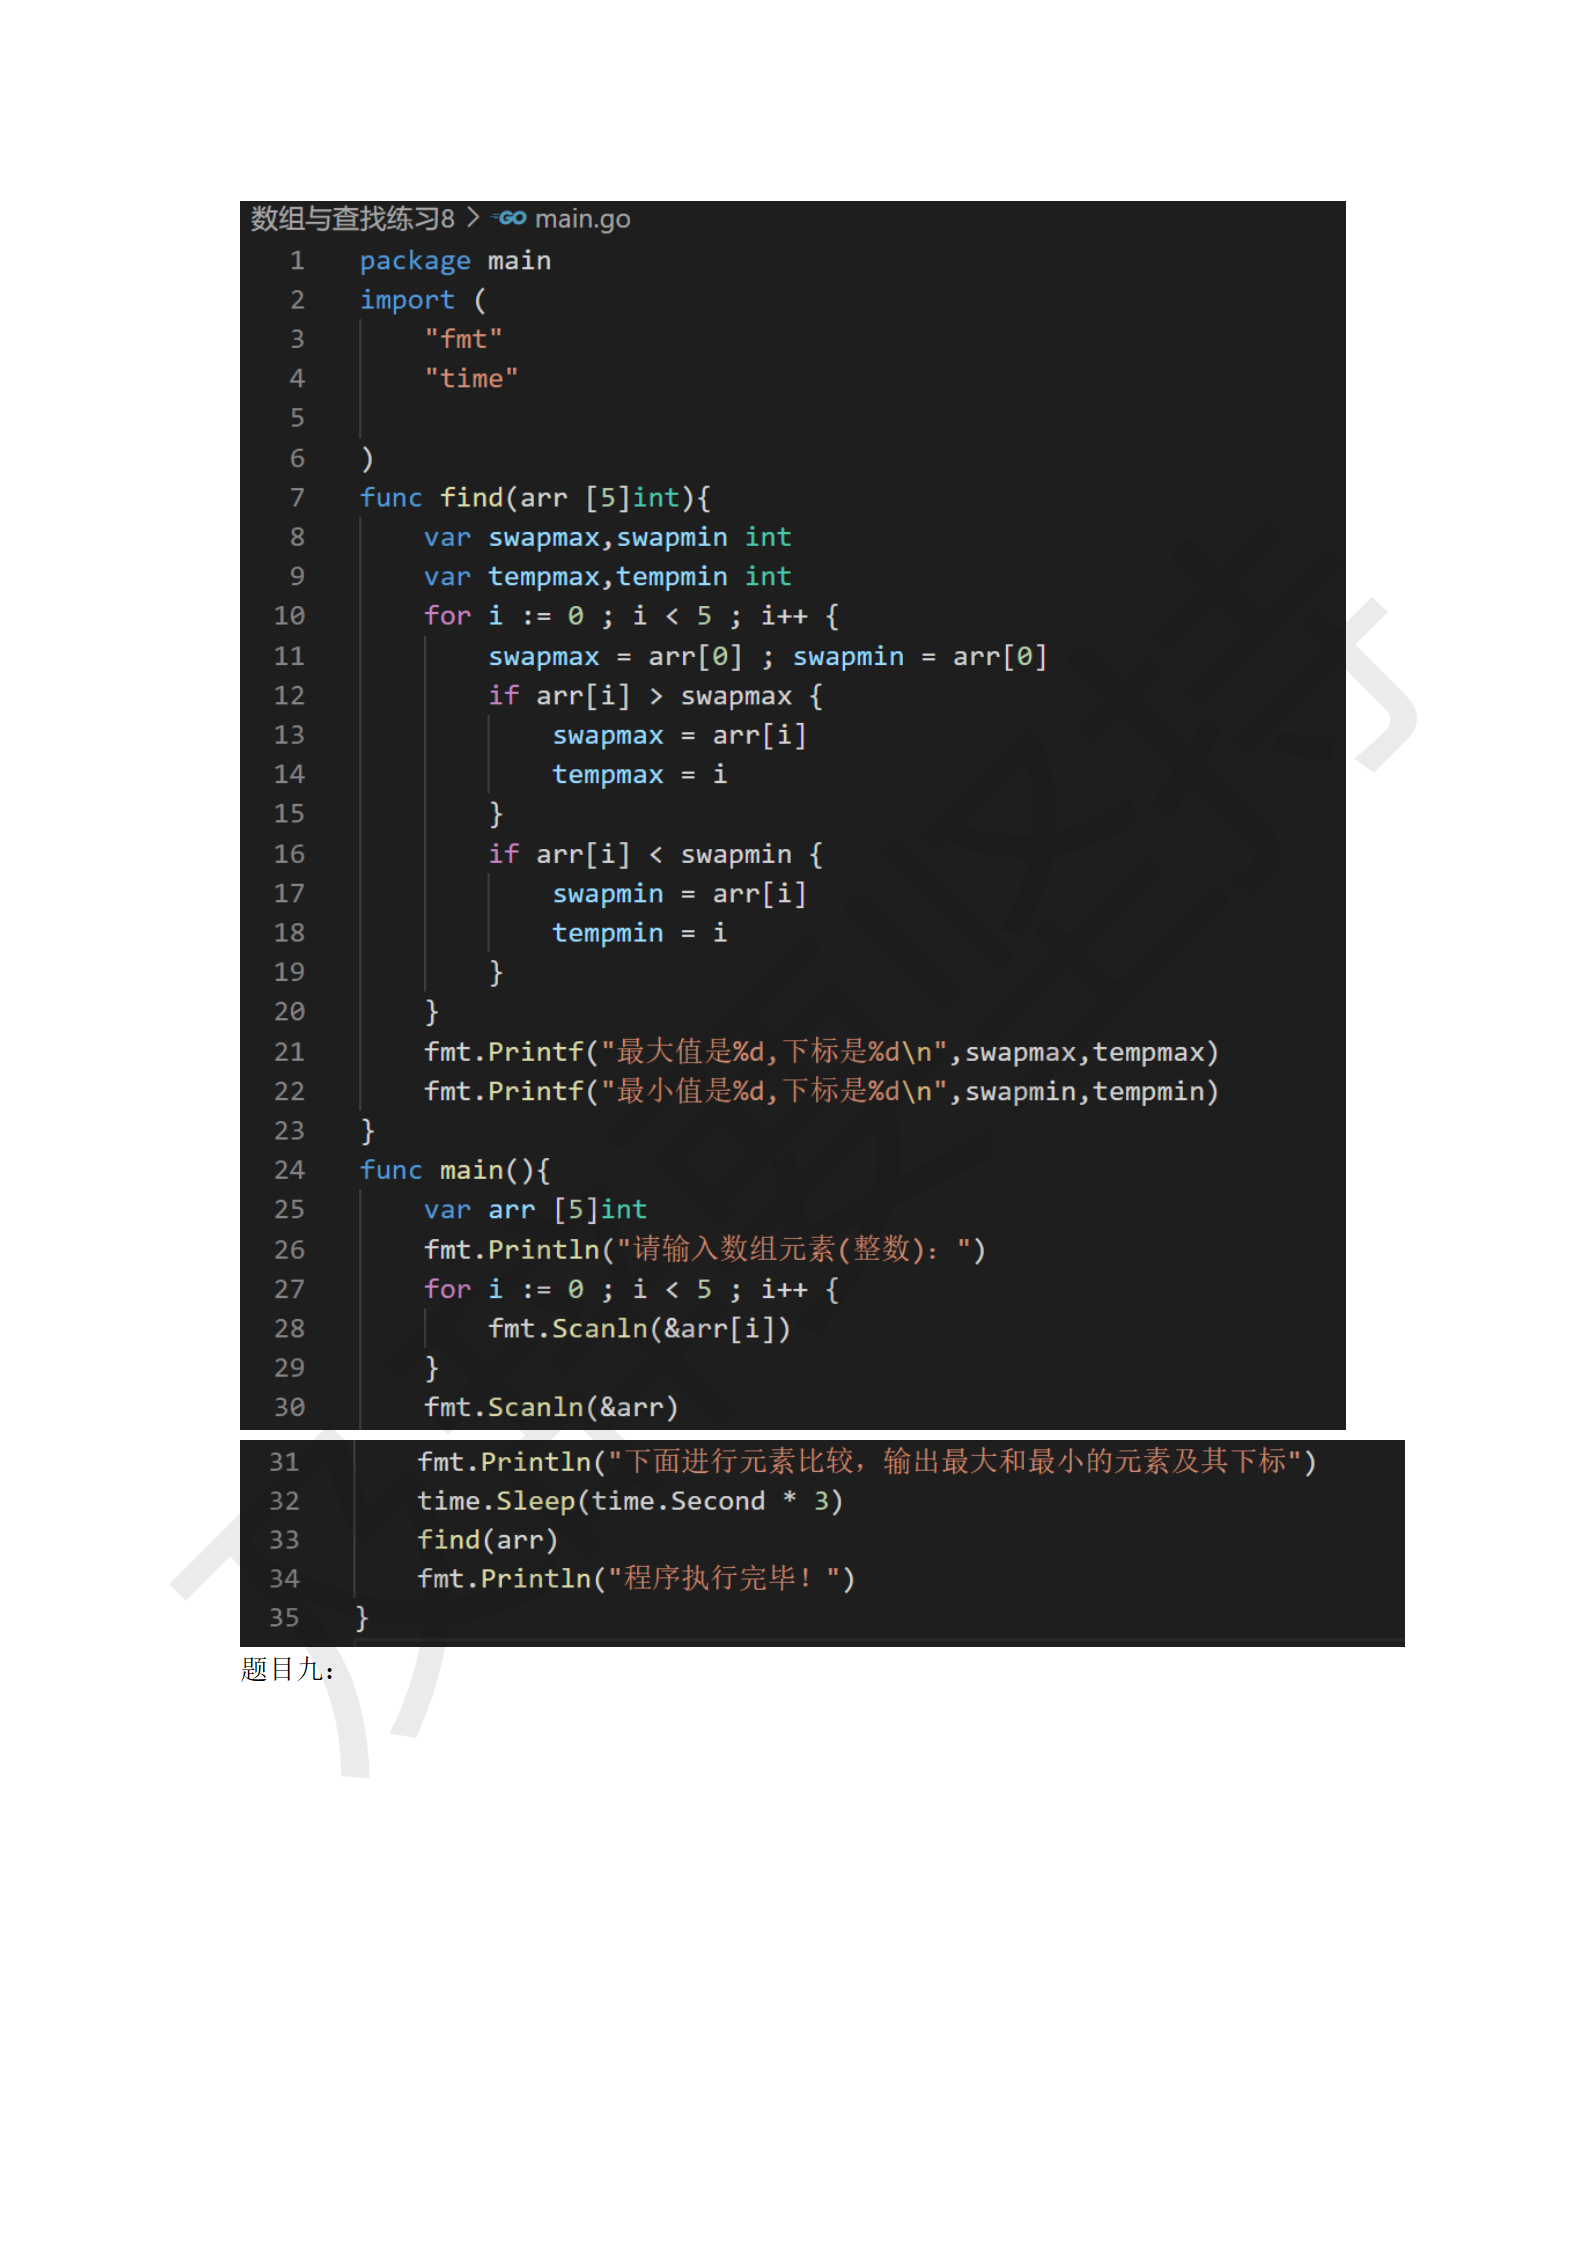 数组与查找练习8 > GO main.go
1 package main
2 import (
3 "fmt"
4 "time"
5
6 )
7 func find(arr [5]int){
8 var swapmax,swapmin int
9 var tempmax,tempmin int
10 for i := 0 ; i < 5 ; i++ {
11 swapmax = arr[0] ; swapmin = arr[0]
12 if arr[i] > swapmax {
13 swapmax = arr[i]
14 tempmax = i
15 }
16 if arr[i] < swapmin {
17 swapmin = arr[i]
18 tempmin = i
19 }
20 }
21 fmt.Printf("最大值是%d,下标是%d\n",swapmax,tempmax)
22 fmt.Printf("最小值是%d,下标是%d\n",swapmin,tempmin)
23 }
24 func main(){
25 var arr [5]int
26 fmt.Println("请输入数组元素(整数): ")
27 for i := 0 ; i < 5 ; i++ {
28 fmt.Scanln(&arr[i])
29 }
30 fmt.Scanln(&arr)
31 fmt.Println("下面进行元素比较，输出最大和最小的元素及其下标")
32 time.Sleep(time.Second * 3)
33 find(arr)
34 fmt.Println("程序执行完毕！")
35 }
题目九：